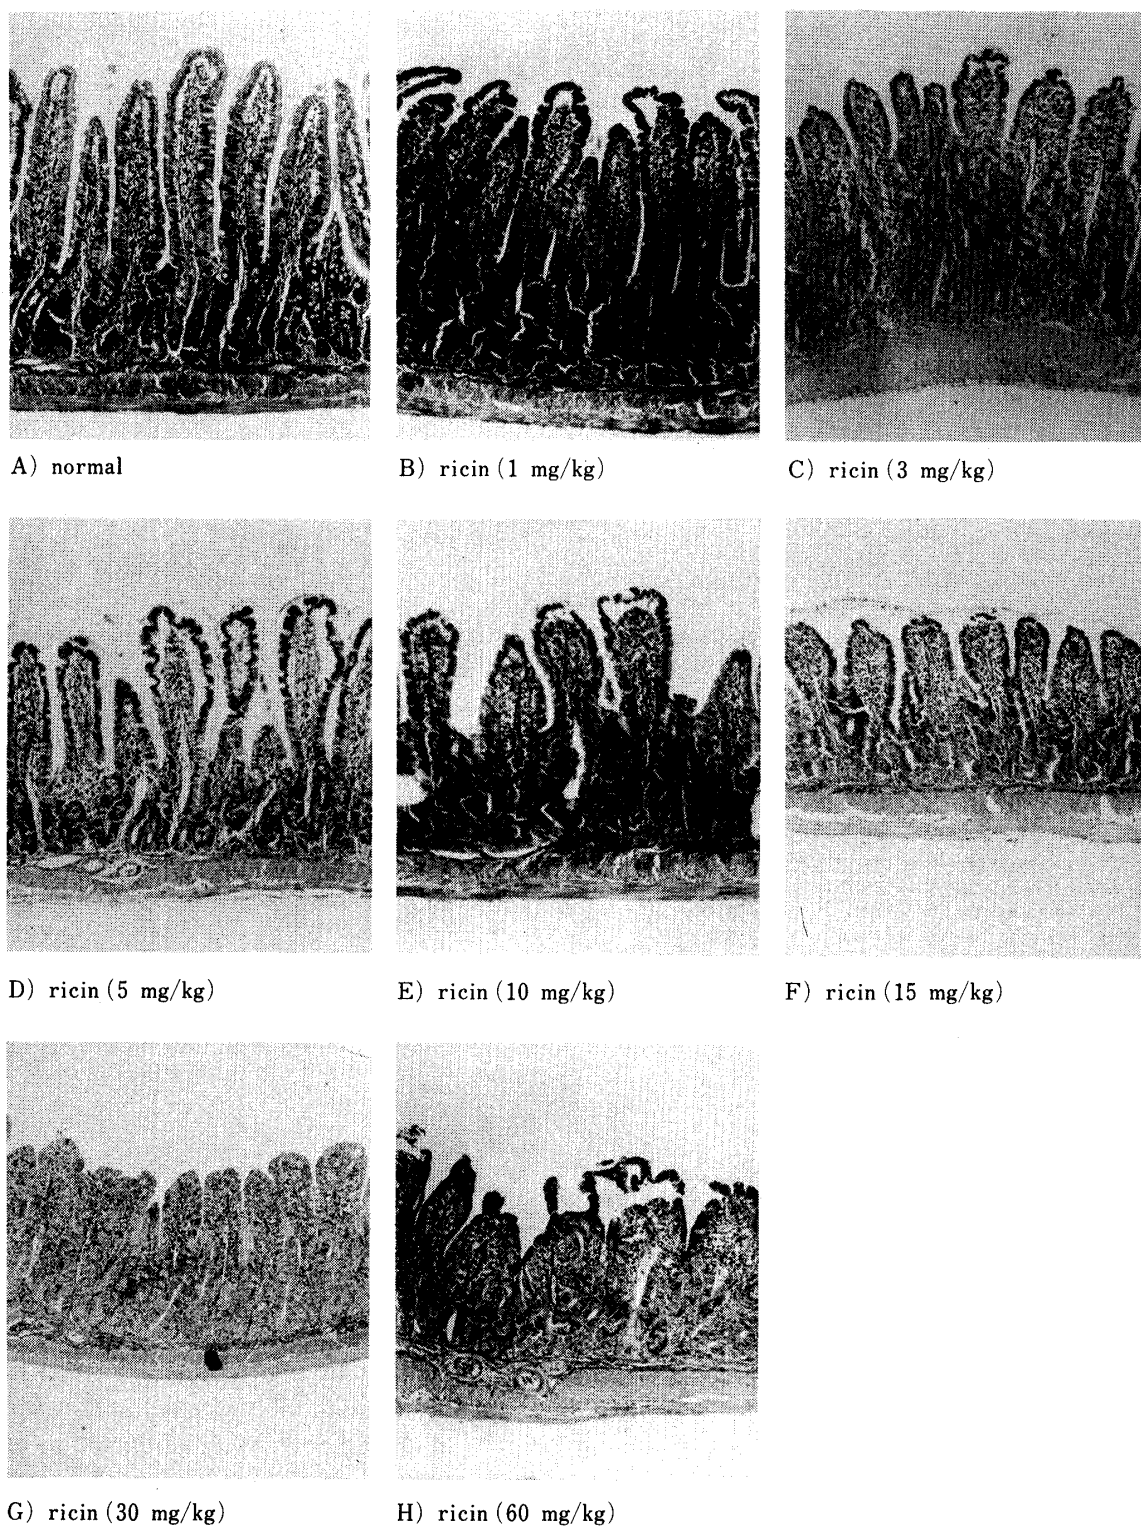 A) normal
B) ricin (1 mg/kg)
C) ricin (3 mg/kg)
D) ricin (5 mg/kg)
E) ricin (10 mg/kg)
F) ricin (15 mg/kg)
G) ricin (30 mg/kg)
H) ricin (60 mg/kg)